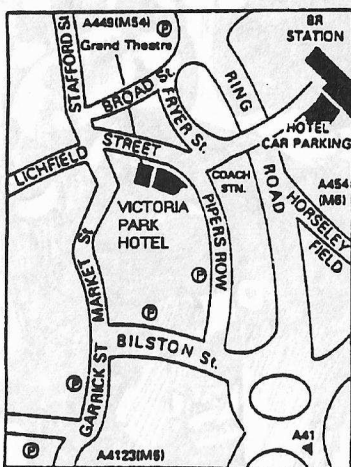 A449(M54)
P
BR
STATION
STAFFORD St
Grand Theatre
BROAD St
FRYER St.
RING
ROAD
HOTEL
CAR PARKING
LICHFIELD
STREET
COACH
STN.
A454
(M6)
VICTORIA
PARK
HOTEL
PIPERS ROW
HORSELEY
FIELD
MARKET St
P
P
BILSTON St.
GARRICK ST
P
P
A4123(M6)
A41